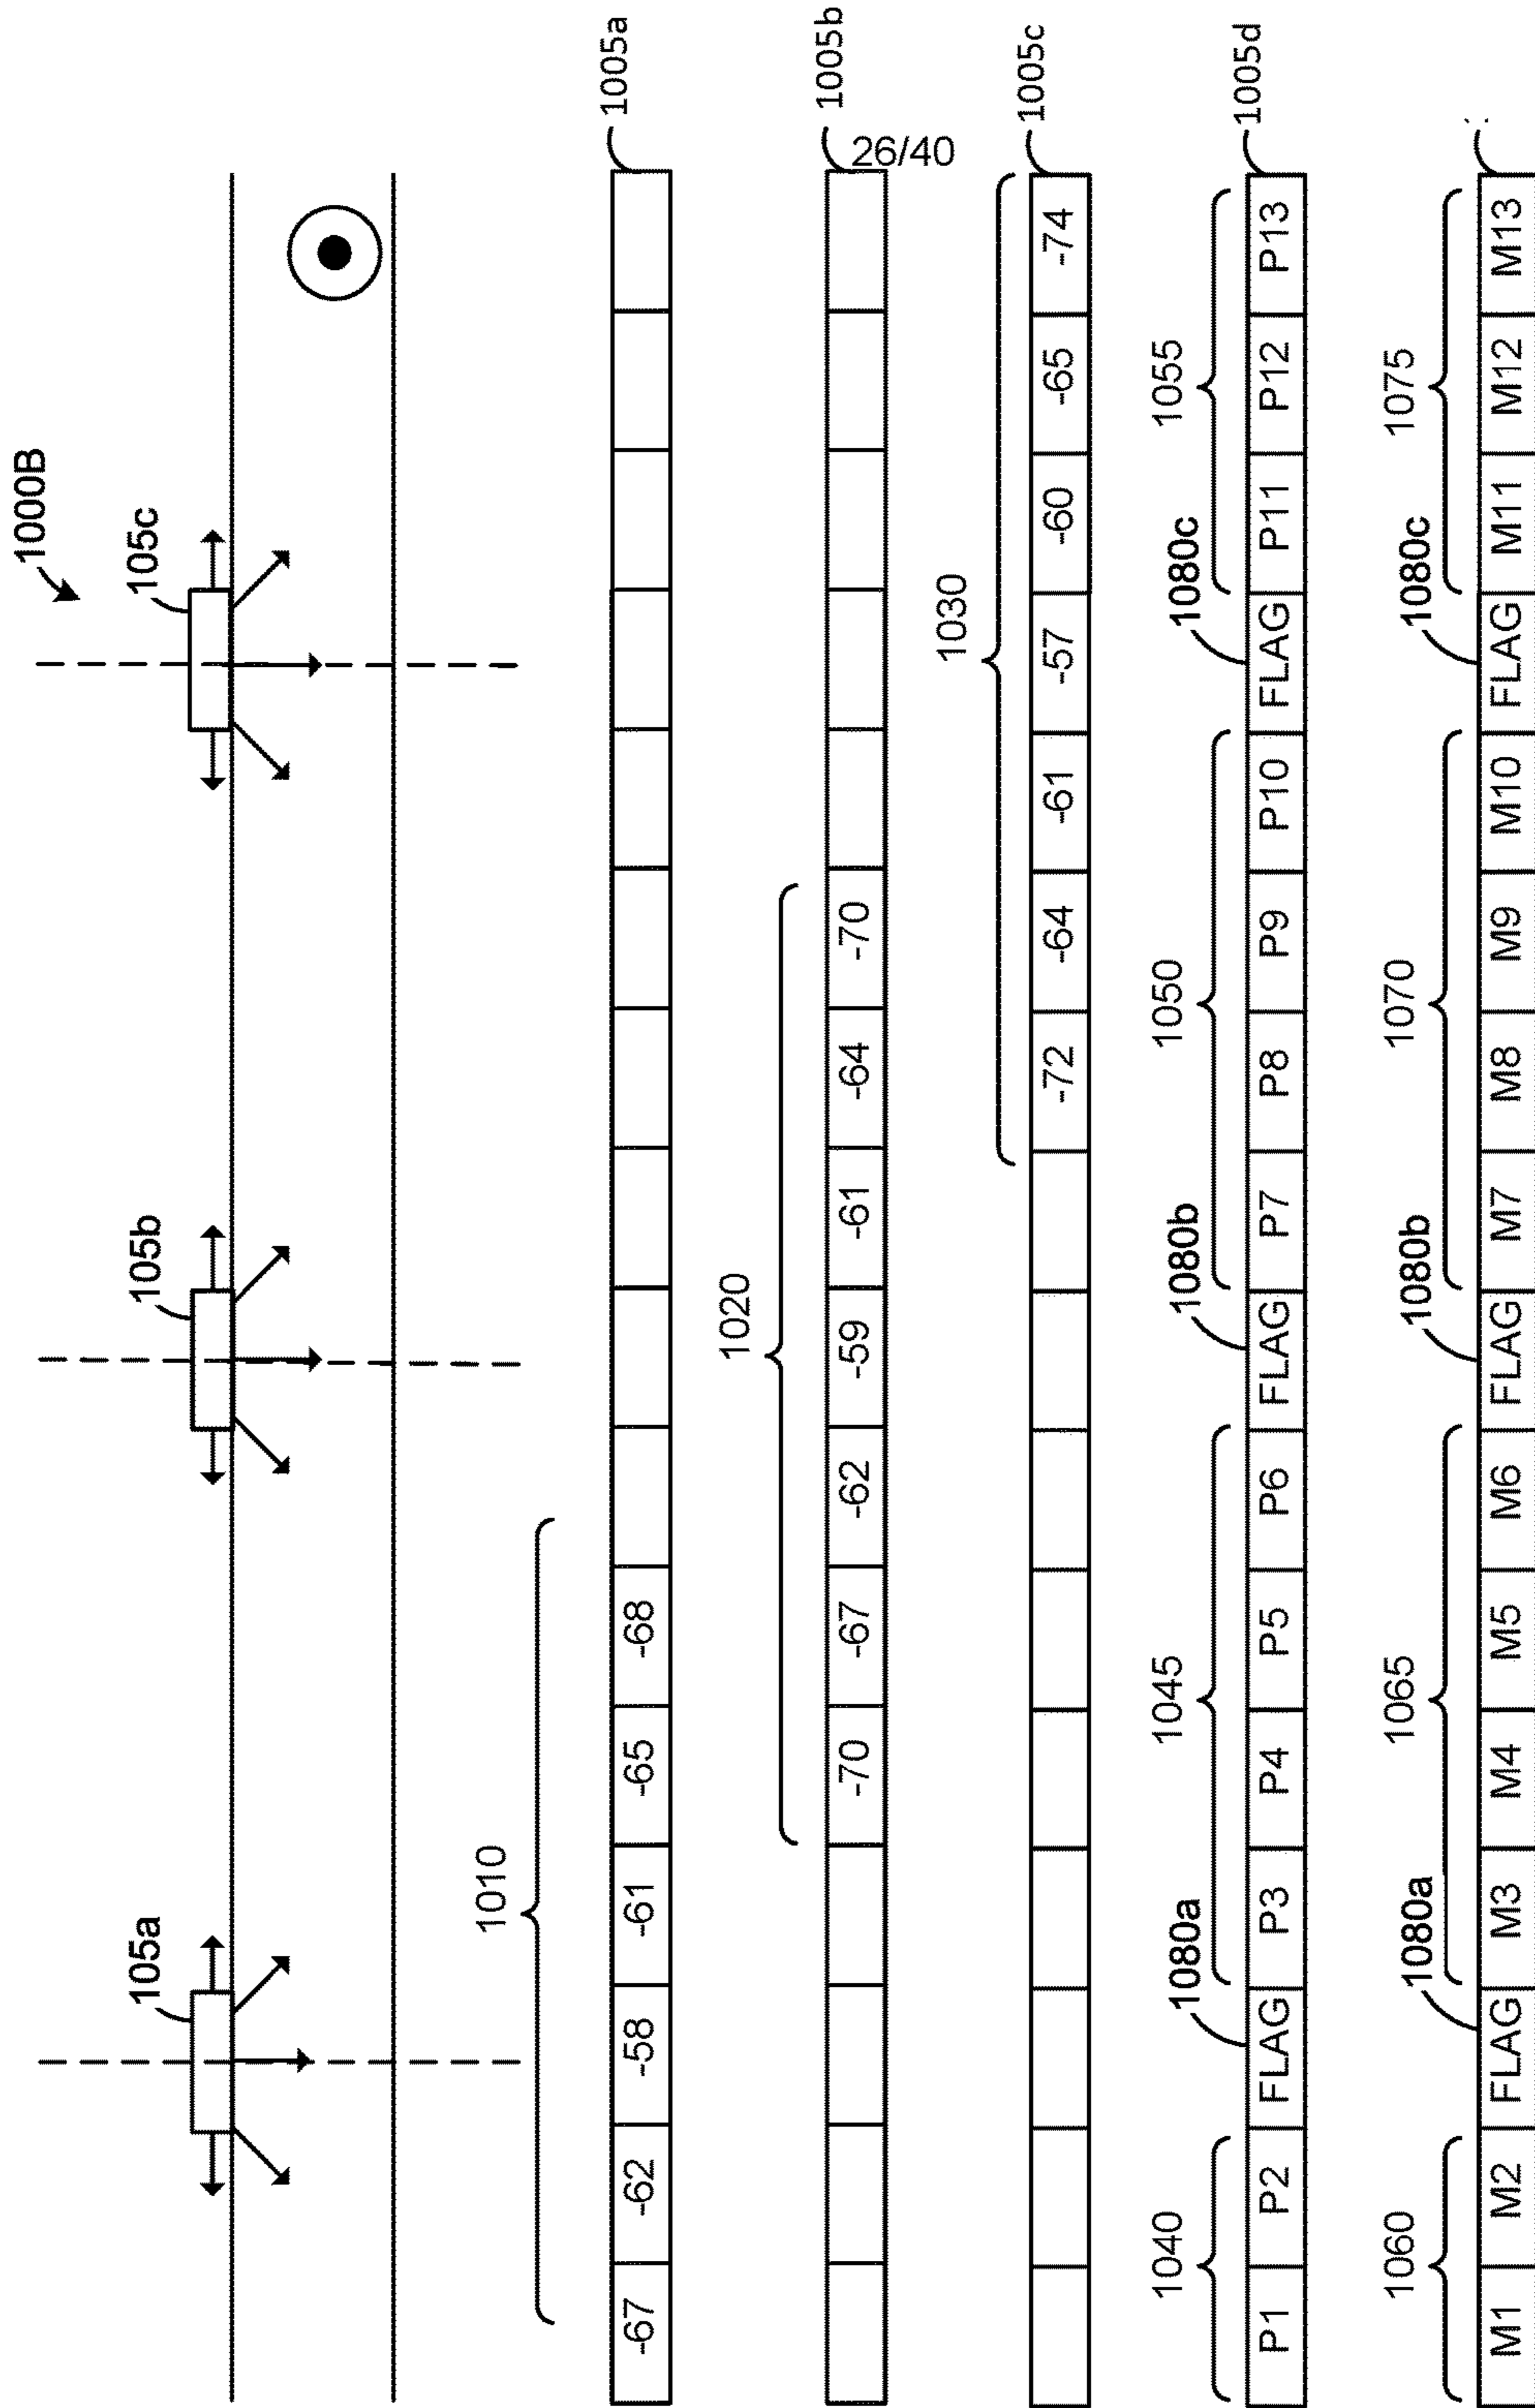 1000B
105a
105b
105c
1010
1005a
-67 -62 -58 -61 -65 -68
1020
1005b
26/40
-70 -67 -62 -59 -61 -64 -70
1030
1005c
-72 -64 -61 -57 -60 -65 -74
1040 1045 1050 1055
1080a 1080b 1080c
1005d
P1 P2 FLAG P3 P4 P5 P6 FLAG P7 P8 P9 P10 FLAG P11 P12 P13
1060 1065 1070 1075
1080a 1080b 1080c
M1 M2 FLAG M3 M4 M5 M6 FLAG M7 M8 M9 M10 FLAG M11 M12 M13